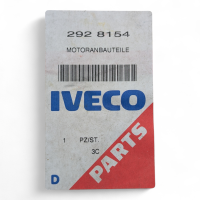 292 8154
MOTORANBAUTEILE
IVECO
1 PZ/ST.
3C
PARTS
D